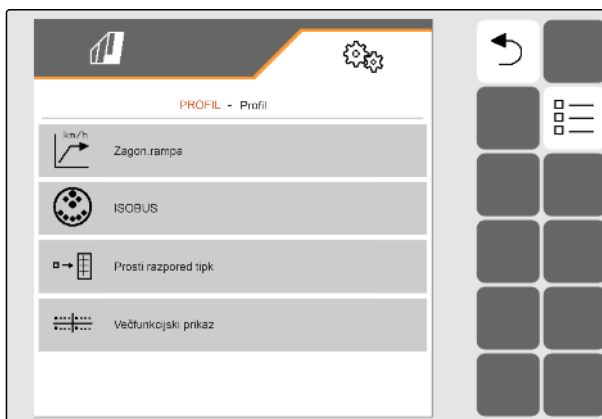 PROFIL - Profil
km/h
Zagon.rampa
ISOBUS
Prosti razpored tipk
Večfunkcijski prikaz